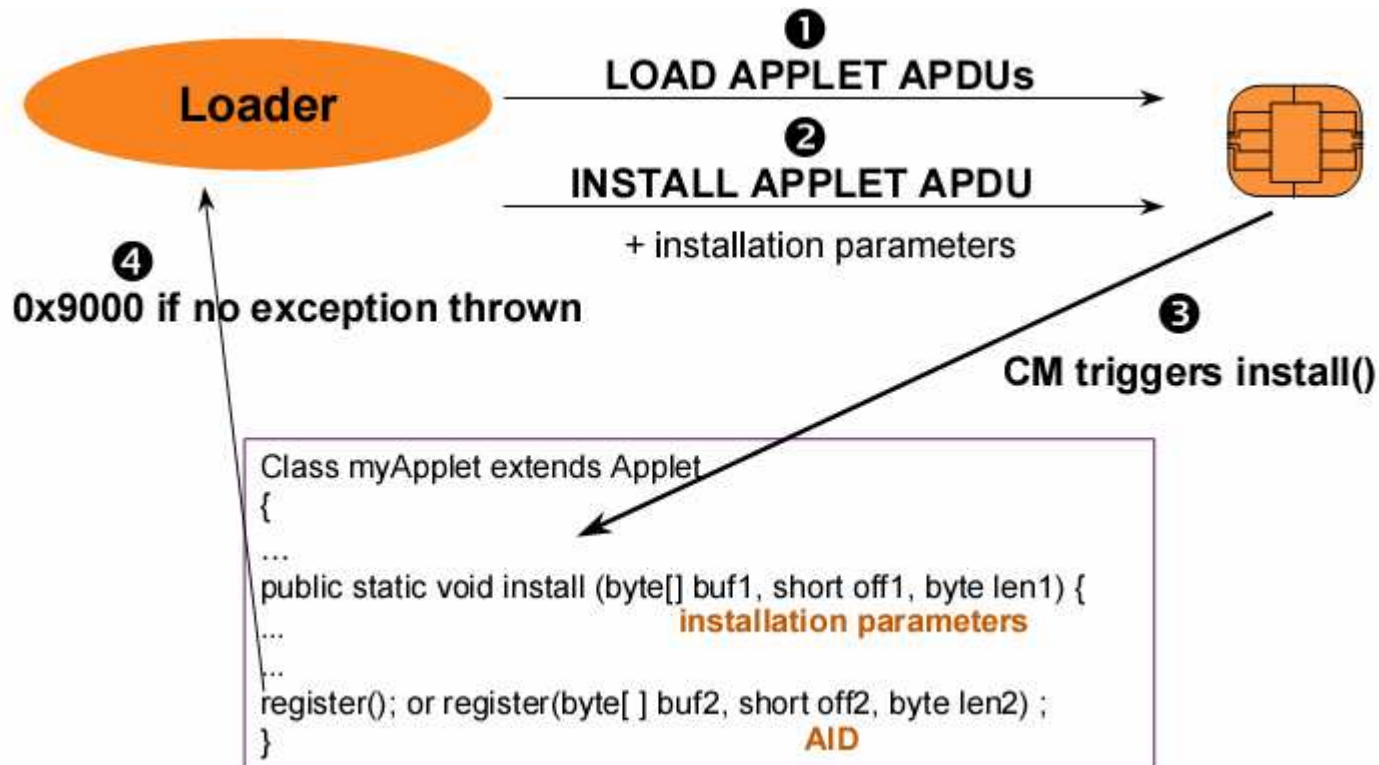 ❶
Loader
LOAD APPLET APDUs
❷
INSTALL APPLET APDU
+ installation parameters
❹
0x9000 if no exception thrown
❸
CM triggers install()
Class myApplet extends Applet
{
...
public static void install (byte[] buf1, short off1, byte len1) {
installation parameters
...
...
register(); or register(byte[ ] buf2, short off2, byte len2) ;
}
AID